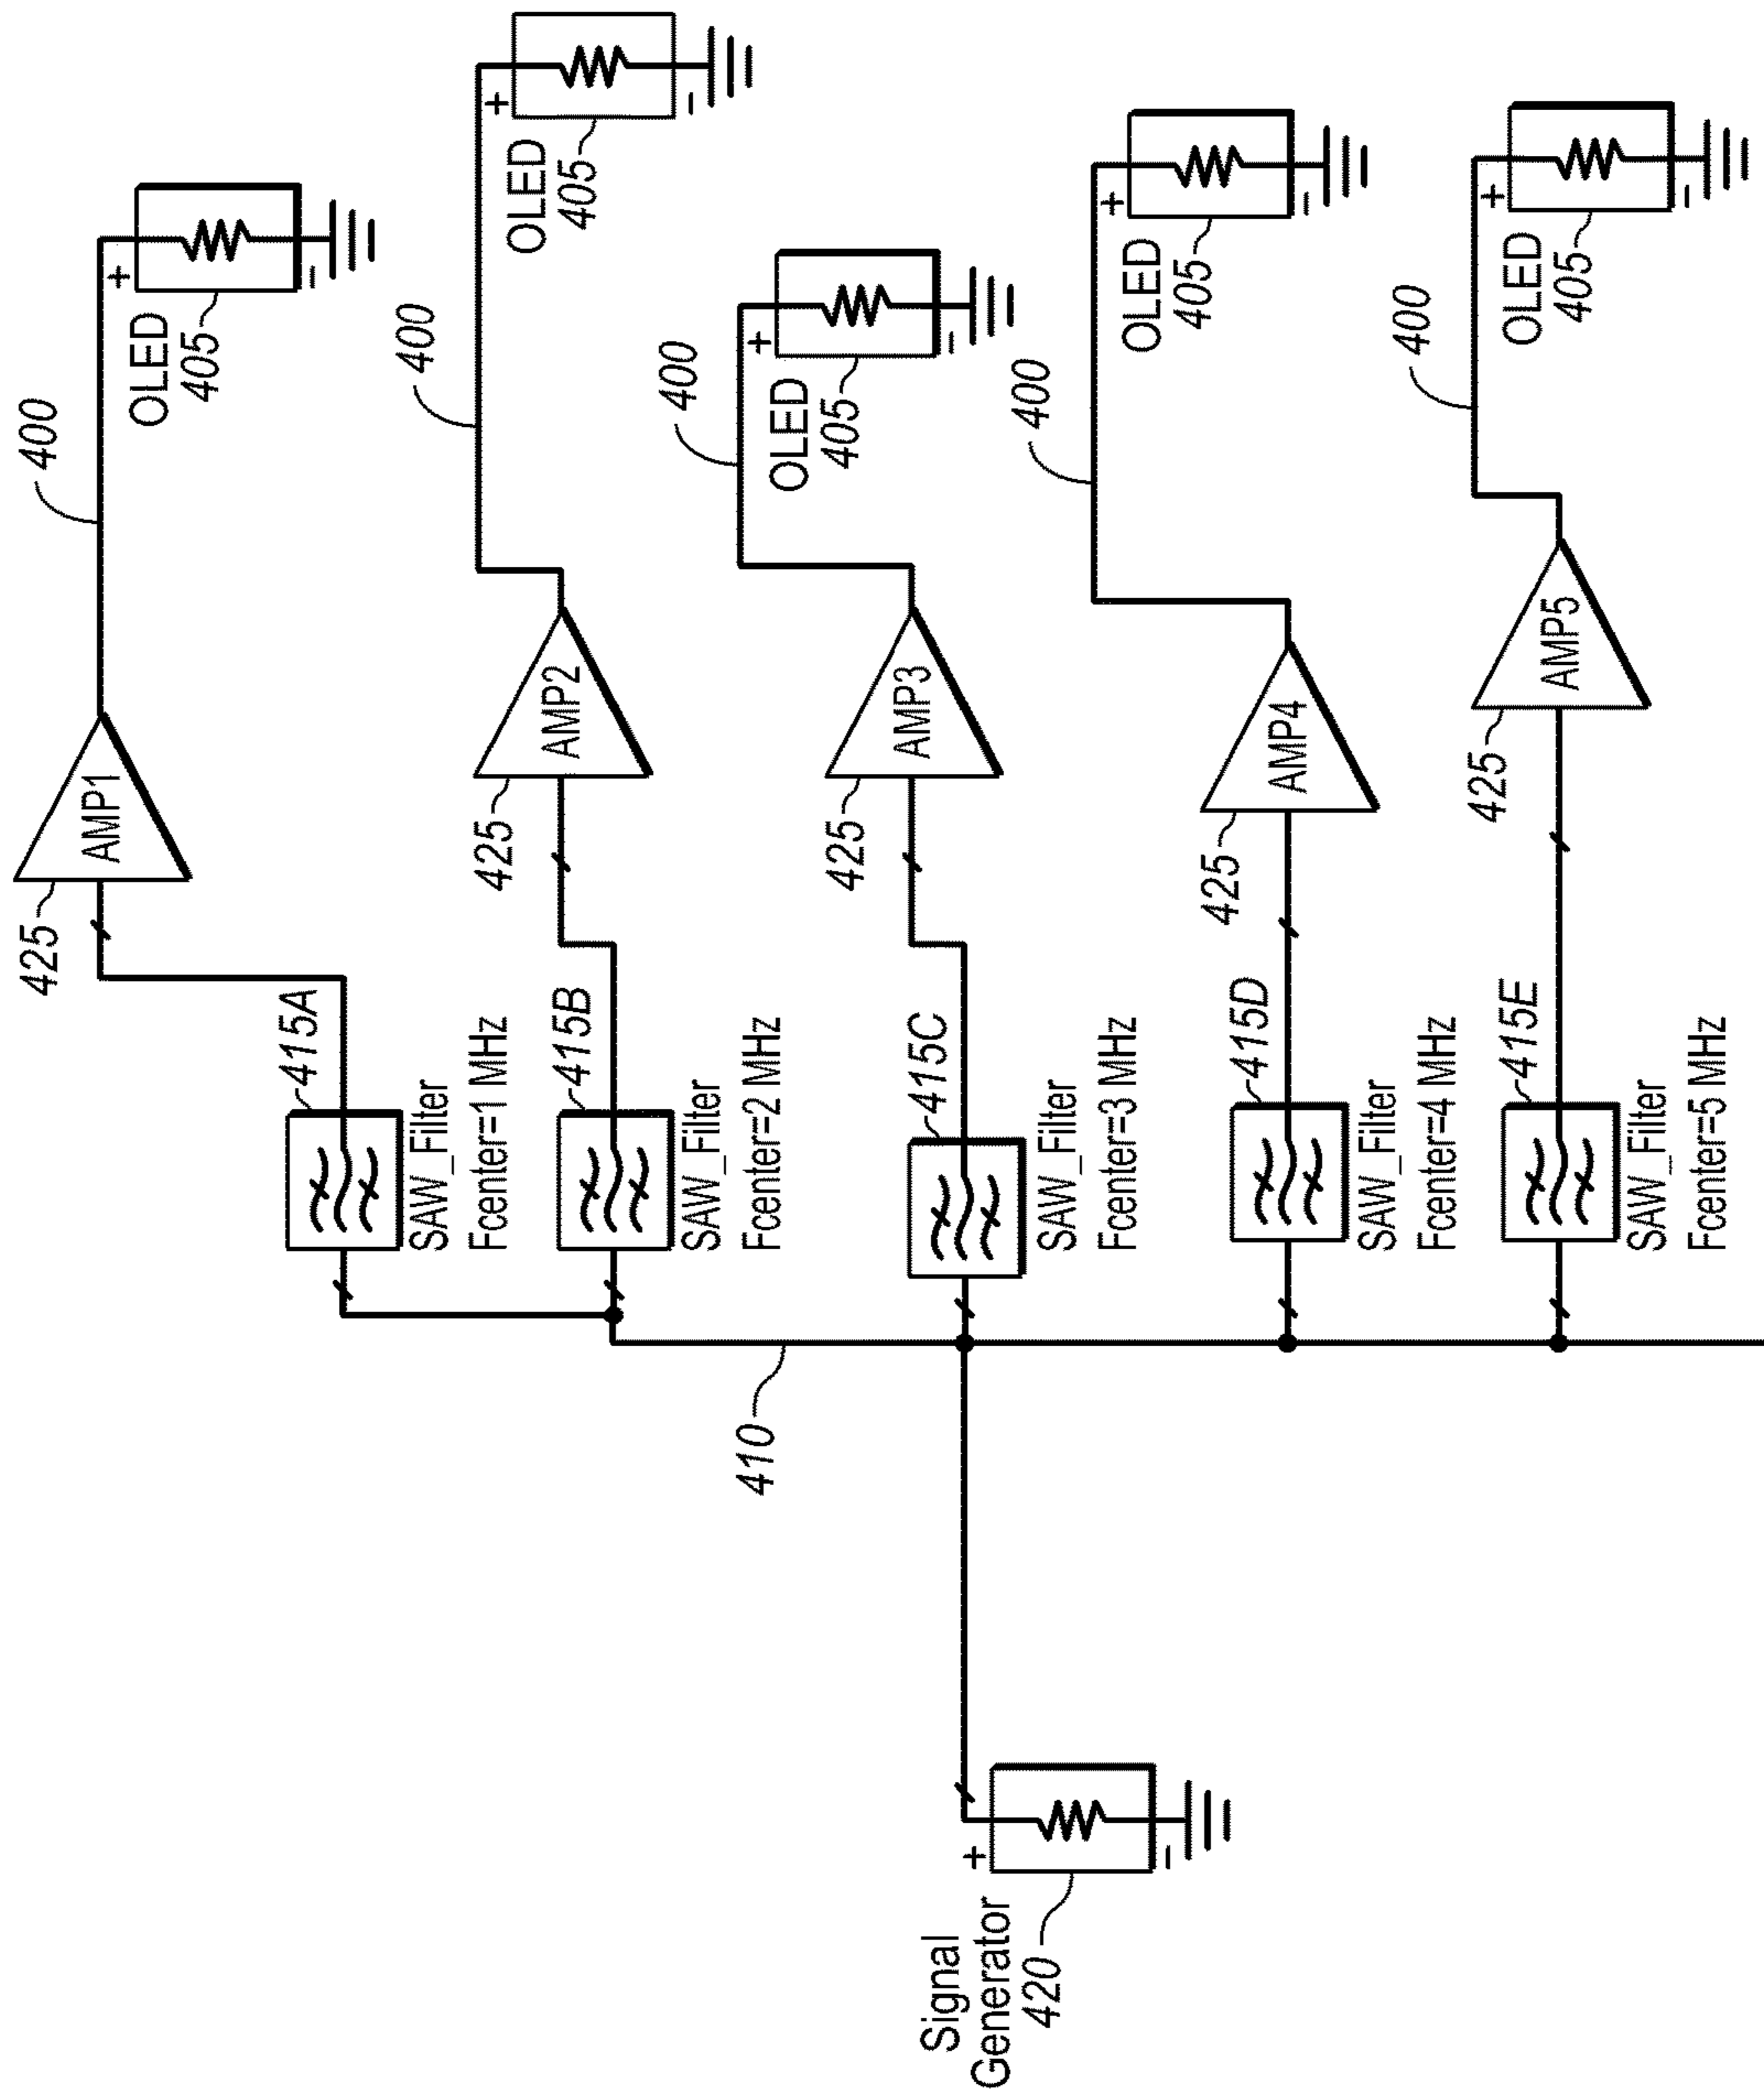 AMP1
425
400
OLED
405
+
–
415A
SAW_Filter
Fcenter=1 MHz
AMP2
425
400
OLED
405
+
–
415B
SAW_Filter
Fcenter=2 MHz
AMP3
425
400
OLED
405
+
–
415C
SAW_Filter
Fcenter=3 MHz
AMP4
425
400
OLED
405
+
–
415D
SAW_Filter
Fcenter=4 MHz
AMP5
425
400
OLED
405
+
–
415E
SAW_Filter
Fcenter=5 MHz
410
Signal
Generator
420
+
–